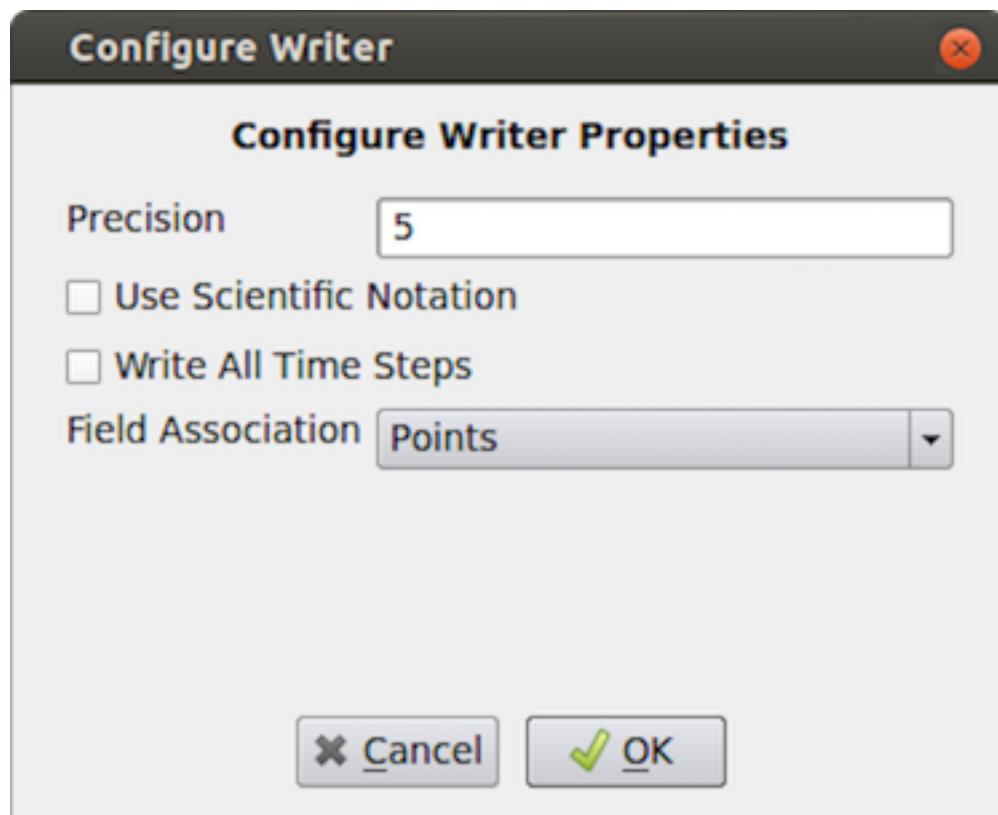 Configure Writer
Configure Writer Properties
Precision 5
Use Scientific Notation
Write All Time Steps
Field Association Points
Cancel OK